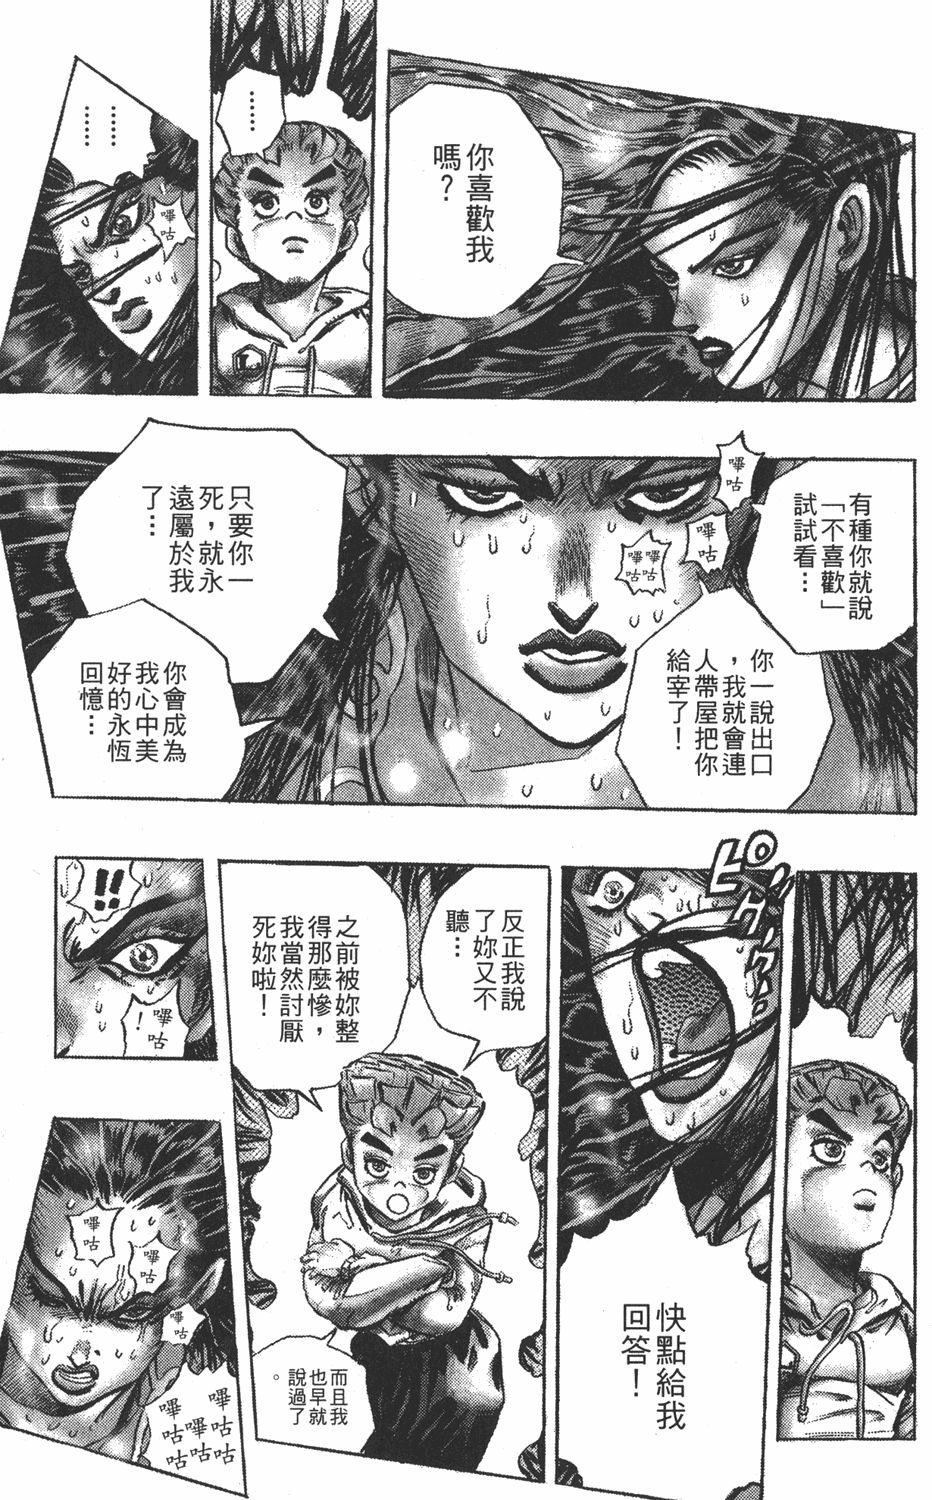 你喜歡我
嗎?
⋯⋯
⋯⋯
⋯⋯
嗶
咕
有種你就說
「不喜歡」
試試看⋯
嗶
咕
嗶
咕
嗶嗶
咕咕
你一說出口
，我就會連
人帶屋把你
給宰了!
只要你一
死，就永
遠屬於我
了⋯
你會成為
我心中美
好的永恆
回憶⋯
L
ピクピク
快點給我
回答!
反正我說
了妳又不
聽⋯
之前被妳整
得那麼慘，
我當然討厭
死妳啦!
而且我
也早就
說過了
。
!!
嗶
咕
!
嗶
咕
嗶
咕
嗶
咕
嗶
咕
嗶
咕
嗶
咕
咕